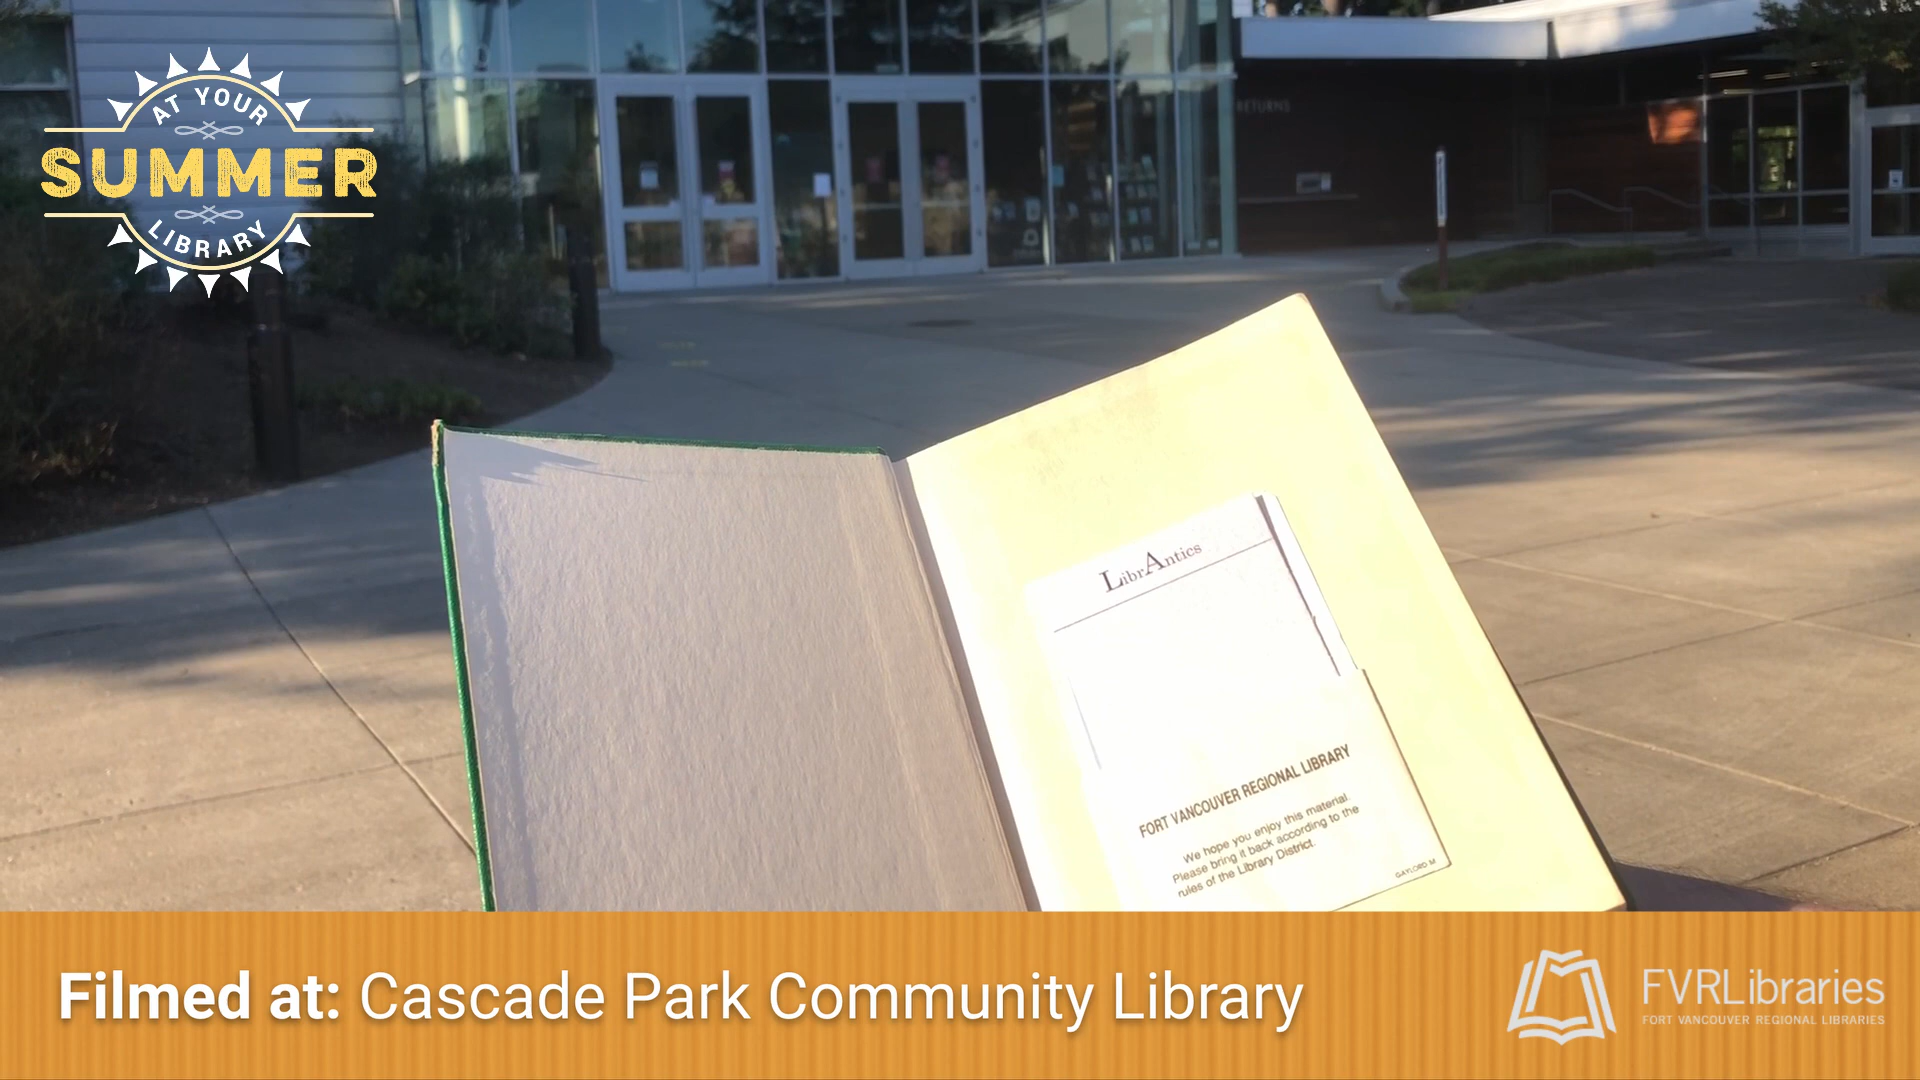 AT YOUR
SUMMER
LIBRARY
RETURNS
LibrAntics
FORT VANCOUVER REGIONAL LIBRARY
We hope you enjoy this material
Please bring it back according to the
rules of the Library District.
GAYLORD M
Filmed at: Cascade Park Community Library
FVRLibraries
FORT VANCOUVER REGIONAL LIBRARIES